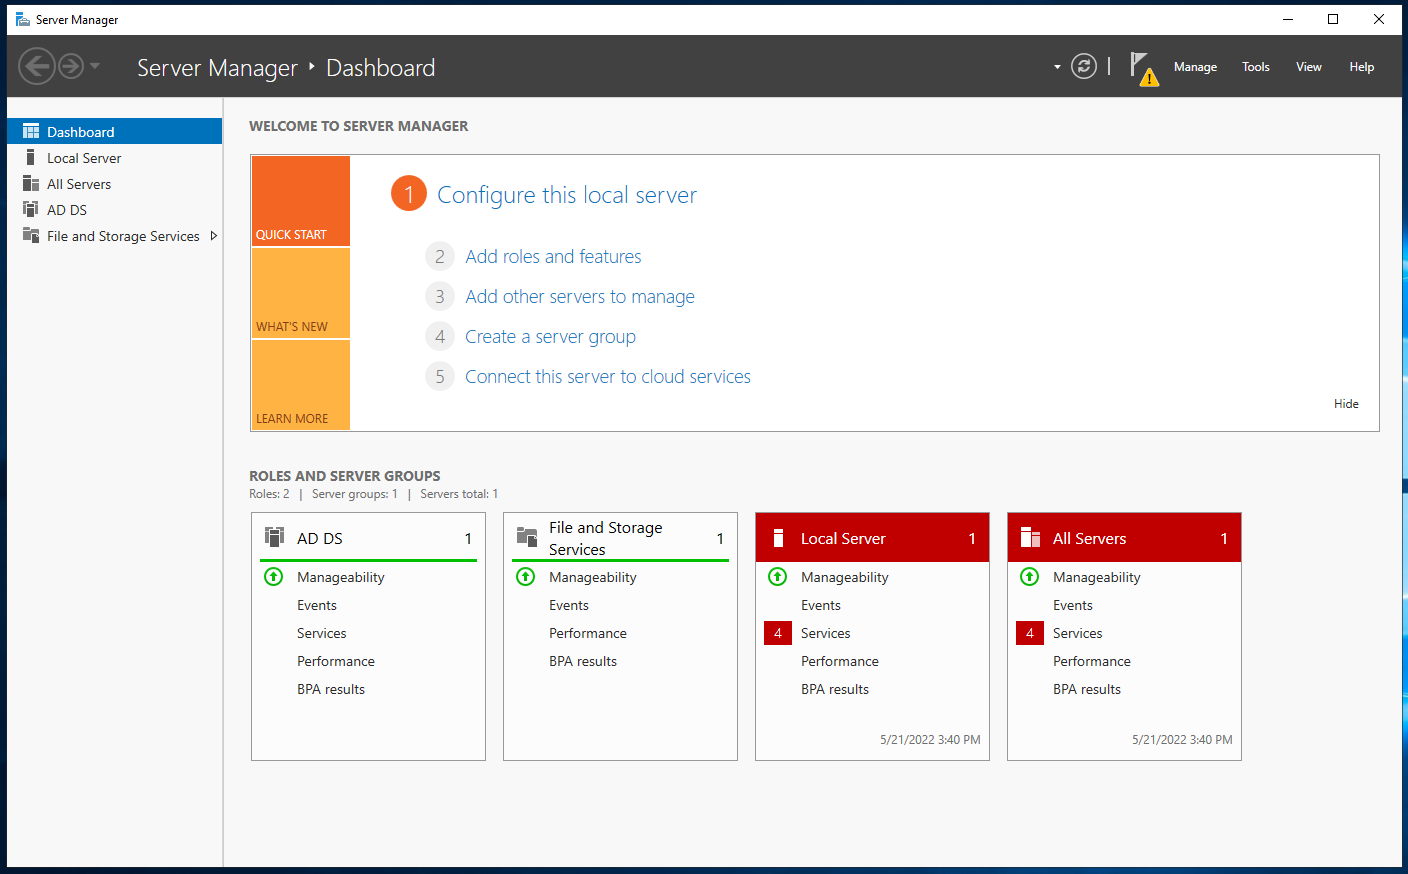 Server Manager
Server Manager ‣ Dashboard
Manage
Tools
View
Help
Dashboard
Local Server
All Servers
AD DS
File and Storage Services
WELCOME TO SERVER MANAGER
QUICK START
WHAT'S NEW
LEARN MORE
1 Configure this local server
2 Add roles and features
3 Add other servers to manage
4 Create a server group
5 Connect this server to cloud services
Hide
ROLES AND SERVER GROUPS
Roles: 2 | Server groups: 1 | Servers total: 1
AD DS 1
Manageability
Events
Services
Performance
BPA results
File and Storage
Services 1
Manageability
Events
Performance
BPA results
Local Server 1
Manageability
Events
4 Services
Performance
BPA results
5/21/2022 3:40 PM
All Servers 1
Manageability
Events
4 Services
Performance
BPA results
5/21/2022 3:40 PM